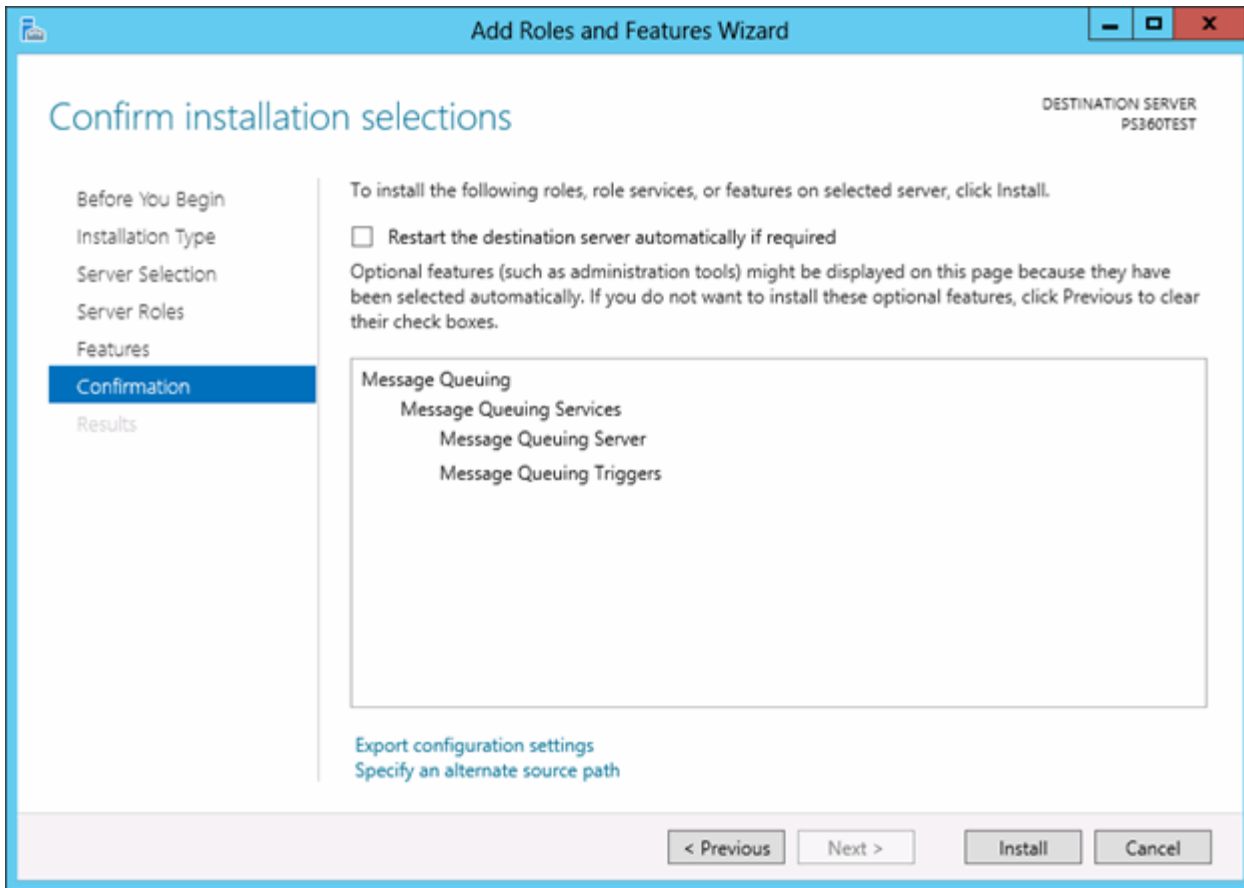 Add Roles and Features Wizard
Confirm installation selections
DESTINATION SERVER
PS360TEST
Before You Begin
Installation Type
Server Selection
Server Roles
Features
Confirmation
Results
To install the following roles, role services, or features on selected server, click Install.
Restart the destination server automatically if required
Optional features (such as administration tools) might be displayed on this page because they have
been selected automatically. If you do not want to install these optional features, click Previous to clear
their check boxes.
Message Queuing
Message Queuing Services
Message Queuing Server
Message Queuing Triggers
Export configuration settings
Specify an alternate source path
< Previous
Next >
Install
Cancel